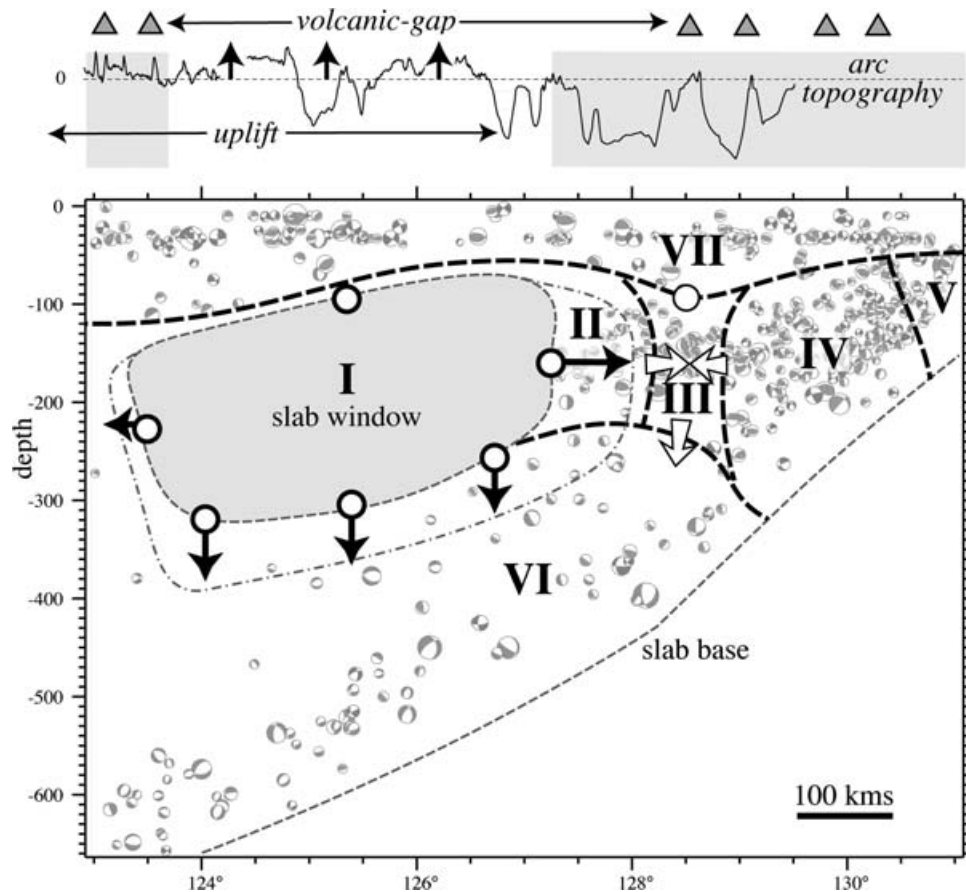 volcanic-gap
0
arc
topography
uplift
0
-100
-200
-300
-400
-500
-600
depth
VII
II
V
I
IV
slab window
III
VI
slab base
100 kms
124°
126°
128°
130°